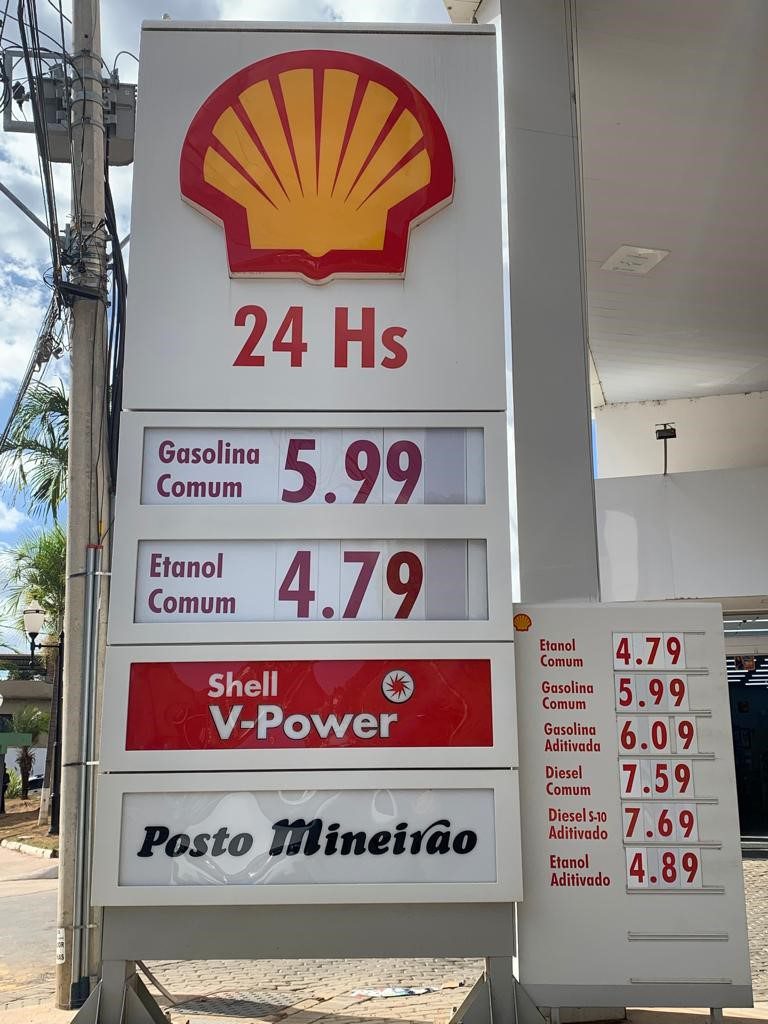 24 Hs
Gasolina
Comum
5.99
Etanol
Comum
4.79
Shell
V-Power
Posto Mineirão
Etanol
Comum
4.79
Gasolina
Comum
5.99
Gasolina
Aditivada
6.09
Diesel
Comum
7.59
Diesel S-10
Aditivado
7.69
Etanol
Aditivado
4.89